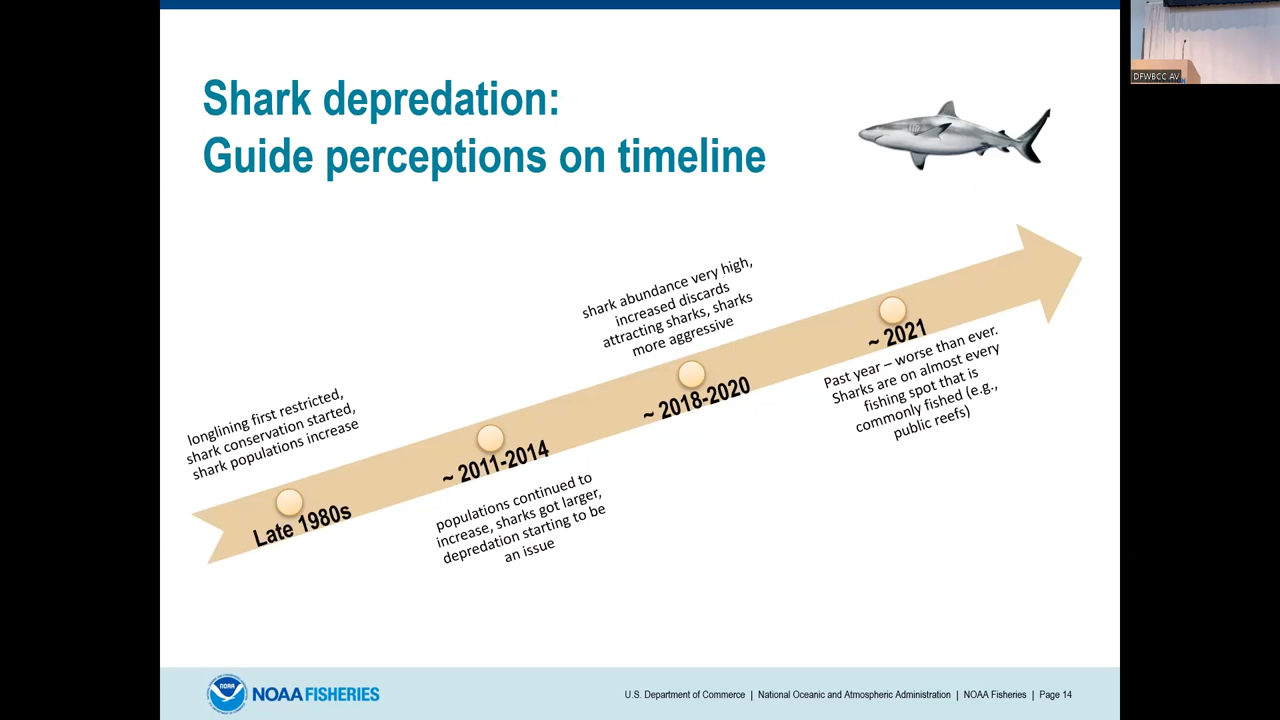 Shark depredation:
Guide perceptions on timeline
longlining first restricted,
shark conservation started,
shark populations increase
Late 1980s
~ 2011-2014
populations continued to
increase, sharks got larger,
depredation starting to be
an issue
shark abundance very high,
increased discards
attracting sharks, sharks
more aggressive
~ 2018-2020
~ 2021
Past year – worse than ever.
Sharks are on almost every
fishing spot that is
commonly fished (e.g.,
public reefs)
NOAA
NOAA FISHERIES
U.S. Department of Commerce | National Oceanic and Atmospheric Administration | NOAA Fisheries | Page 14
DFWBCC AV